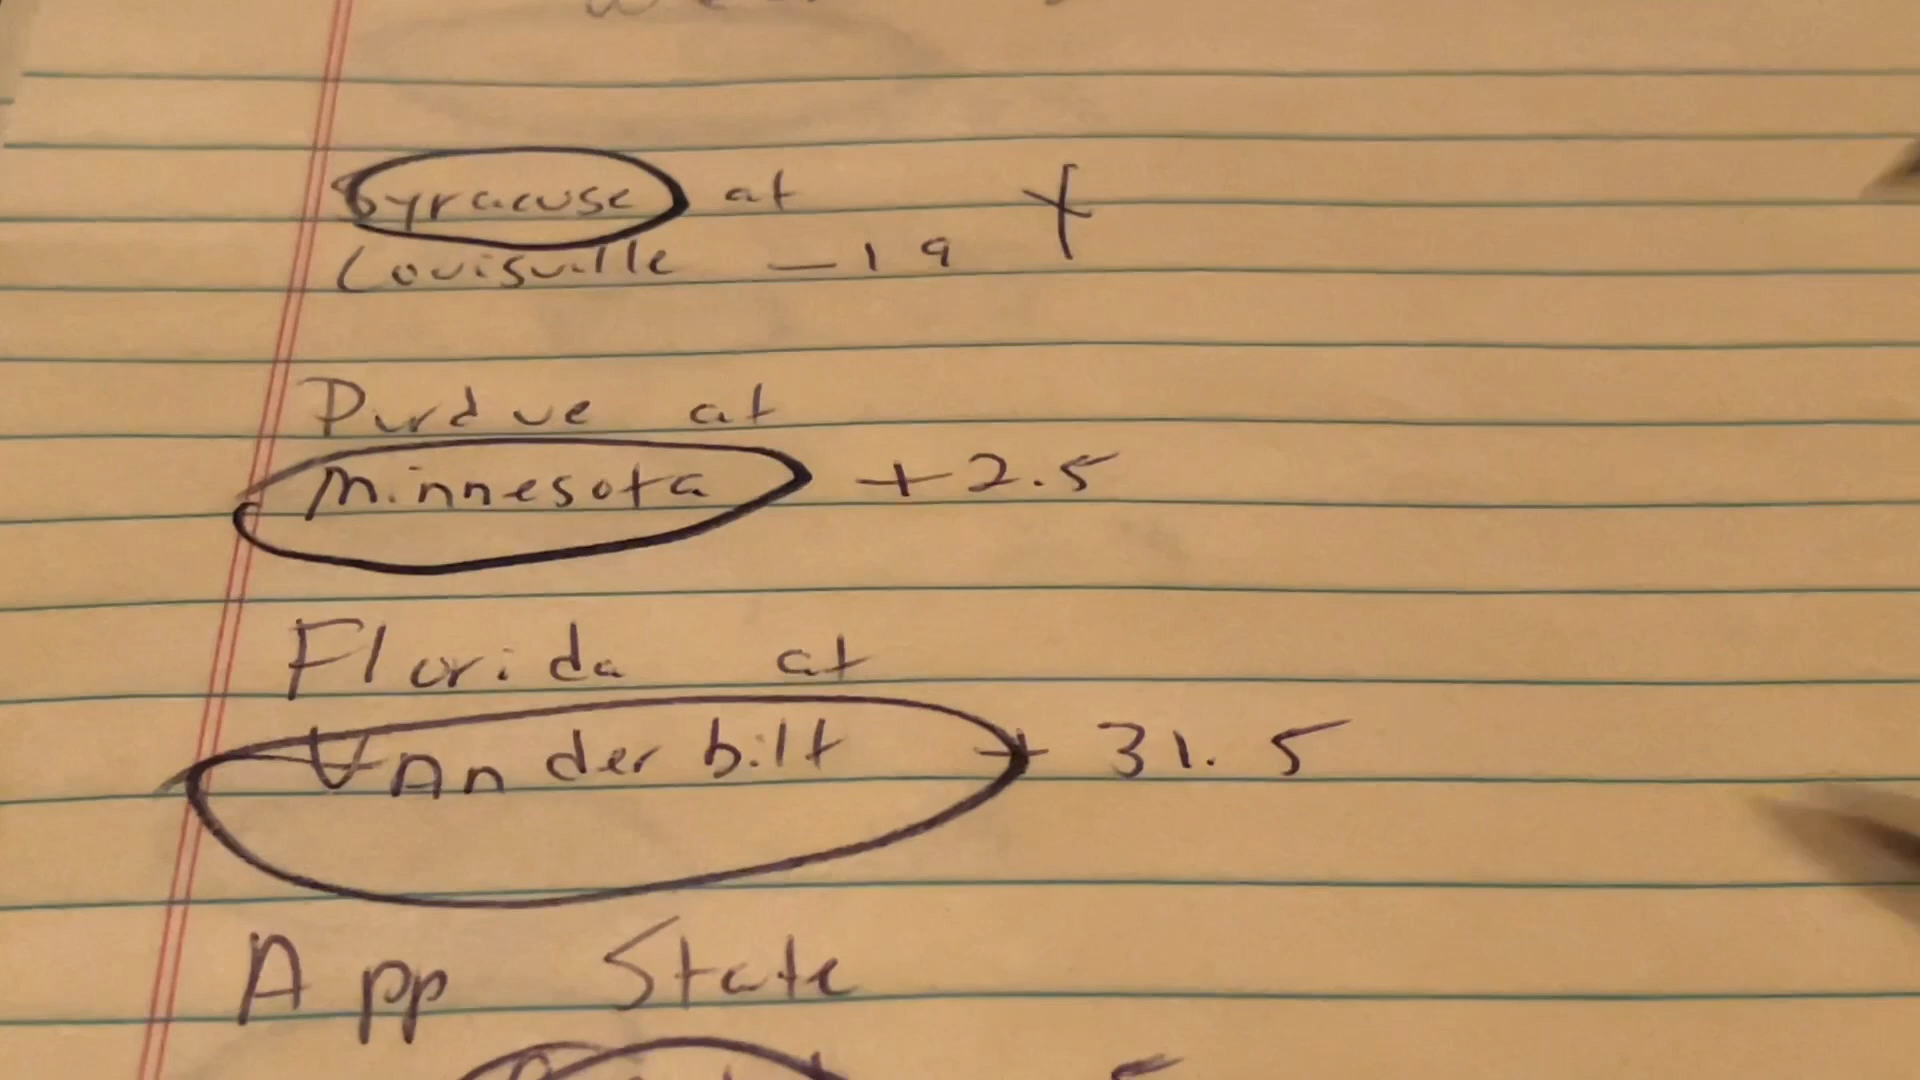 Syracuse at
Louisville -19
Purdue at
Minnesota +2.5
Florida at
Vanderbilt + 31.5
App State